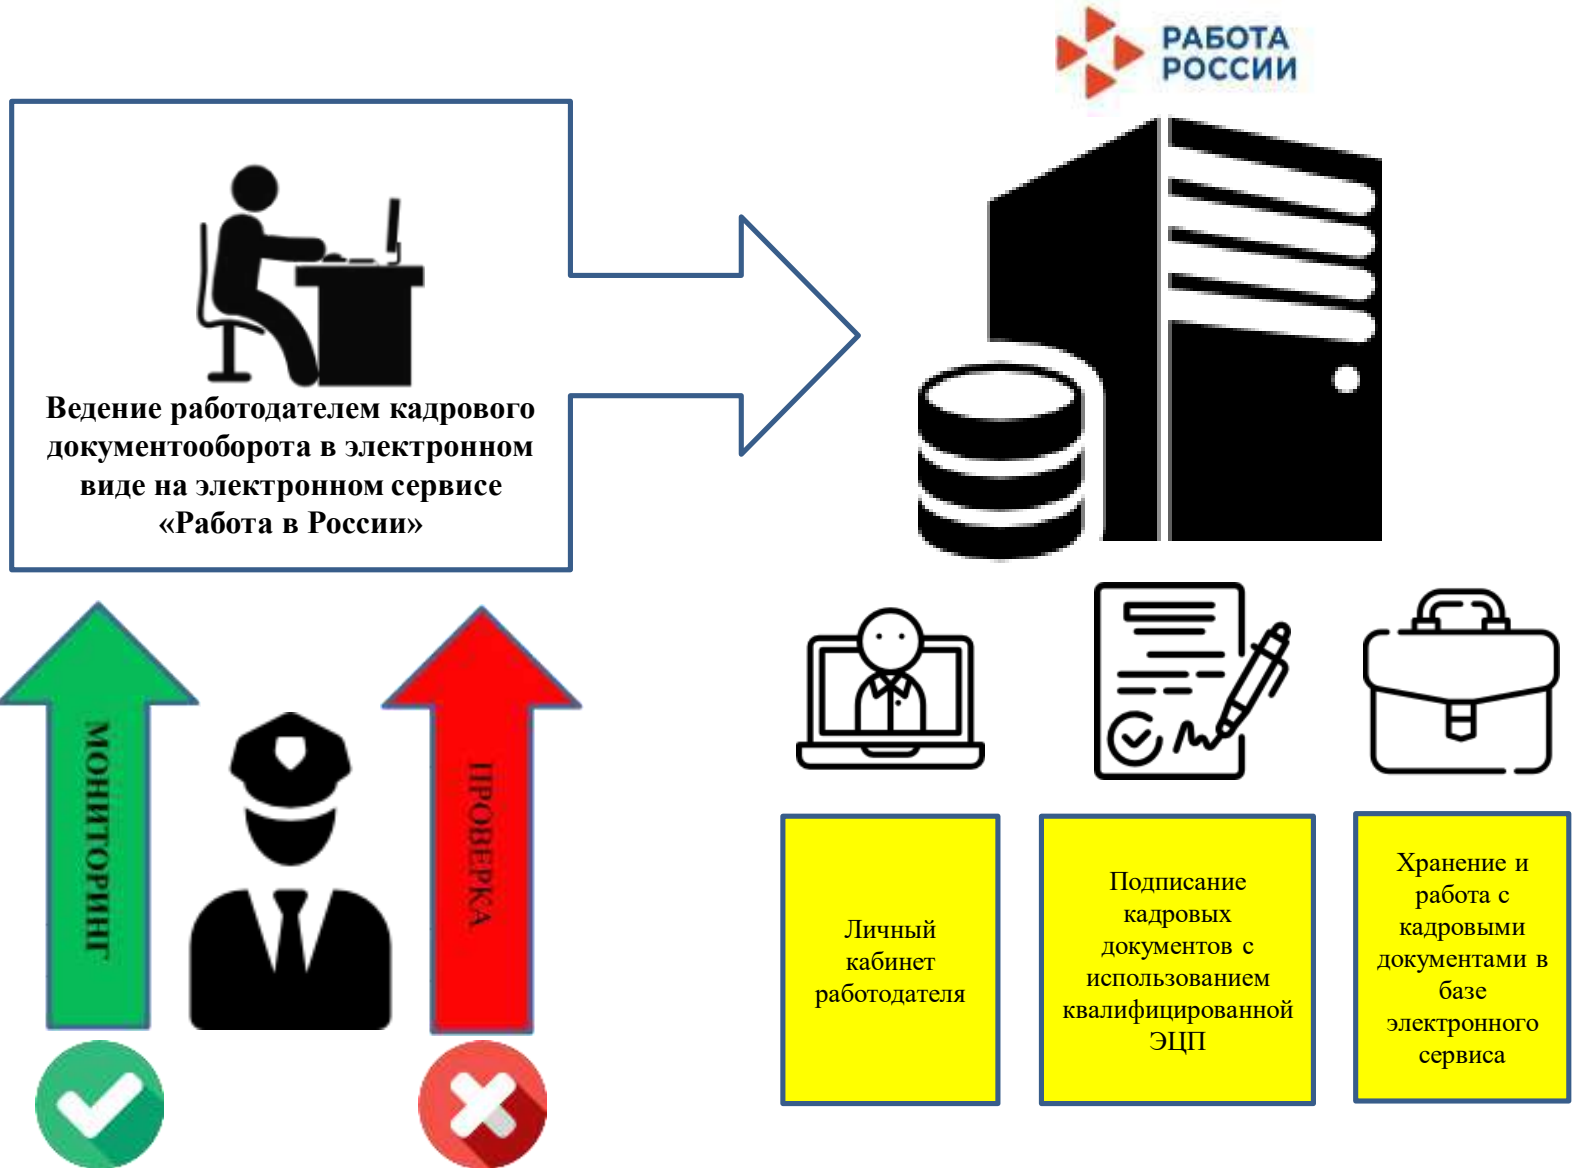 РАБОТА
РОССИИ
Ведение работодателем кадрового
документооборота в электронном
виде на электронном сервисе
«Работа в России»
МОНИТОРИНГ
ПРОВЕРКА
Личный
кабинет
работодателя
Подписание
кадровых
документов с
использованием
квалифицированной
ЭЦП
Хранение и
работа с
кадровыми
документами в
базе
электронного
сервиса